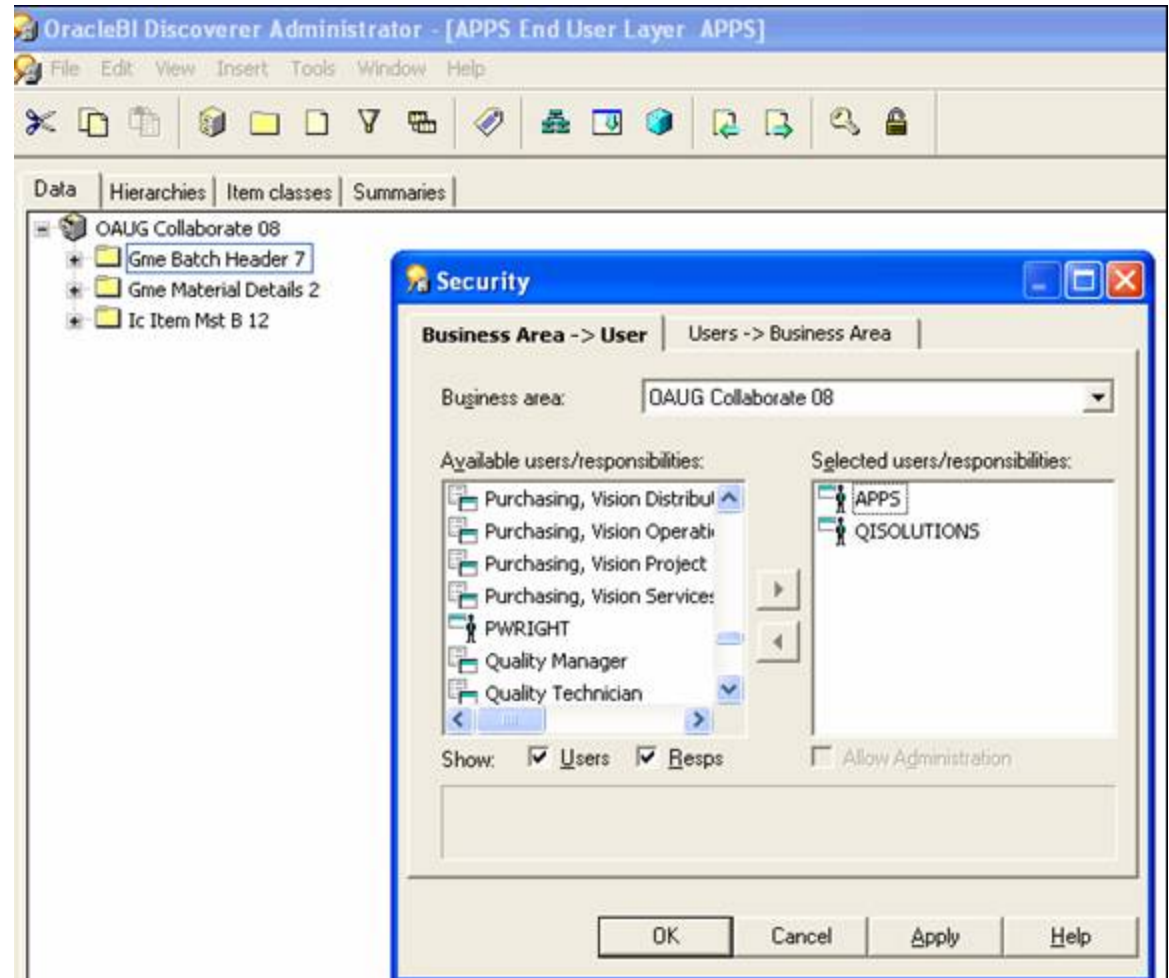 OracleBI Discoverer Administrator - [APPS End User Layer APPS]
File Edit View Insert Tools Window Help
Data Hierarchies Item classes Summaries
OAUG Collaborate 08
Gme Batch Header 7
Gme Material Details 2
Ic Item Mst B 12
Security
Business Area -> User Users -> Business Area
Business area: OAUG Collaborate 08
Available users/responsibilities: Selected users/responsibilities:
Purchasing, Vision Distribut APPS
Purchasing, Vision Operati QISOLUTIONS
Purchasing, Vision Project
Purchasing, Vision Services
PWRIGHT
Quality Manager
Quality Technician
Show: Users Resps Allow Administration
OK Cancel Apply Help